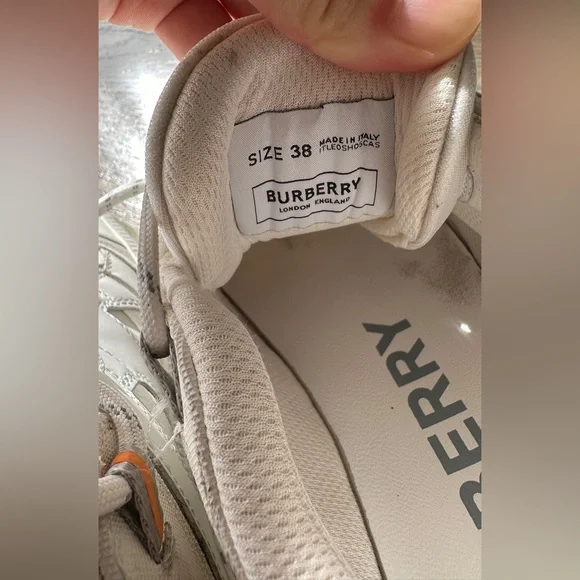 SIZE 38
MADE IN ITALY
ITLEOSHOSCAS
BURBERRY
LONDON ENGLAND
BERRY